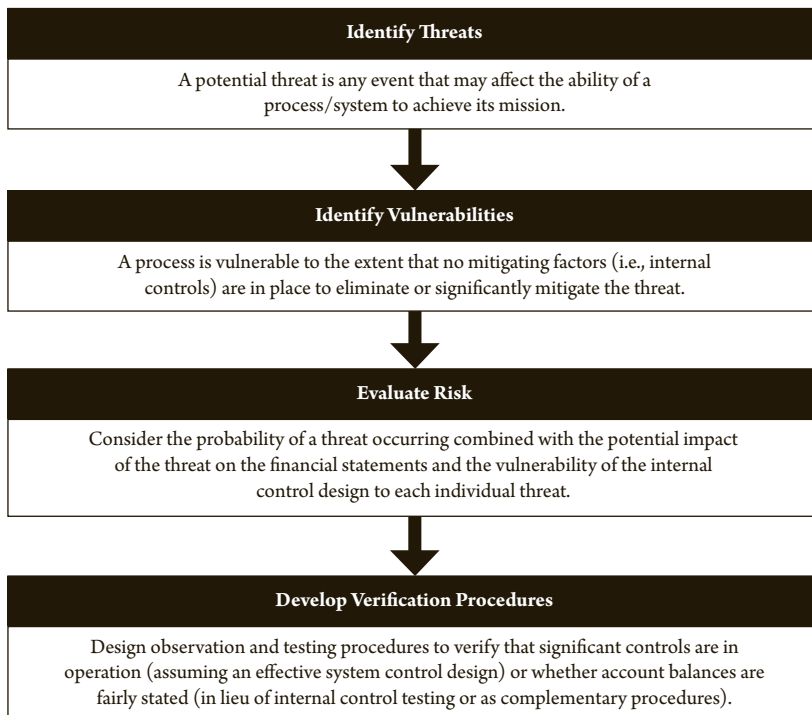 Identify Threats
A potential threat is any event that may affect the ability of a
process/system to achieve its mission.
Identify Vulnerabilities
A process is vulnerable to the extent that no mitigating factors (i.e., internal
controls) are in place to eliminate or significantly mitigate the threat.
Evaluate Risk
Consider the probability of a threat occurring combined with the potential impact
of the threat on the financial statements and the vulnerability of the internal
control design to each individual threat.
Develop Verification Procedures
Design observation and testing procedures to verify that significant controls are in
operation (assuming an effective system control design) or whether account balances are
fairly stated (in lieu of internal control testing or as complementary procedures).